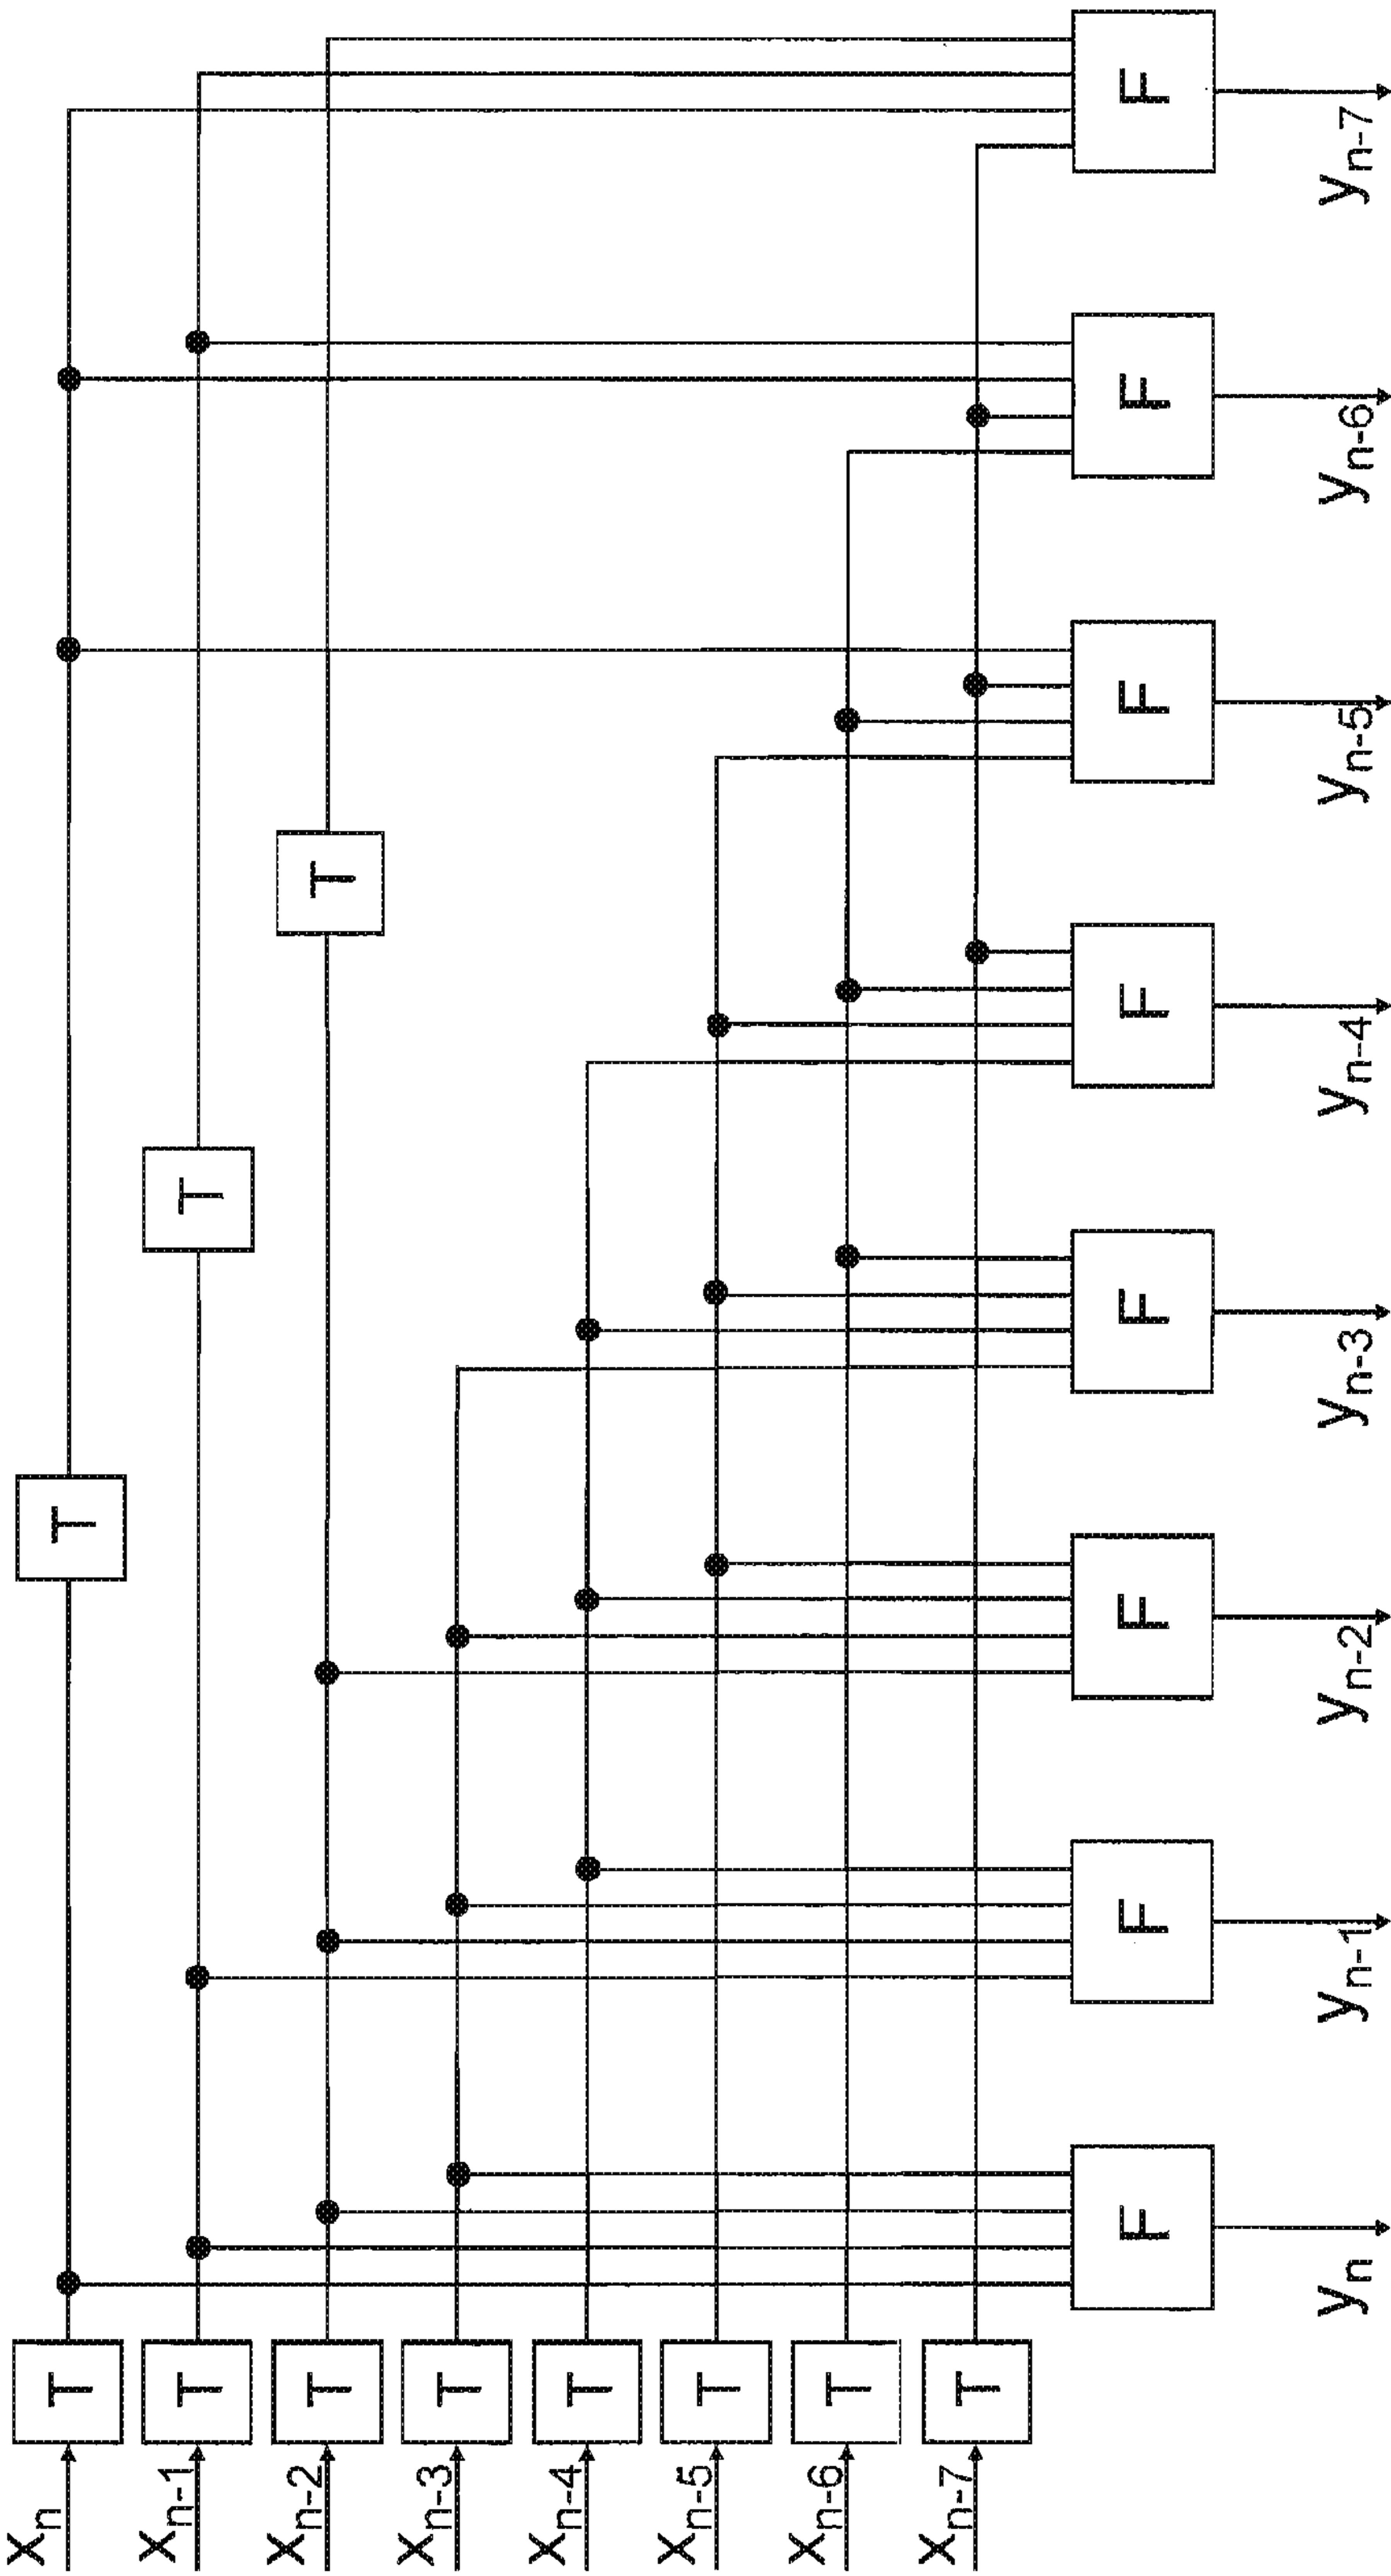 xₙ T T
xₙ₋₁ T T
xₙ₋₂ T T
xₙ₋₃ T
xₙ₋₄ T
xₙ₋₅ T
xₙ₋₆ T
xₙ₋₇ T
F F F F F F F F
yₙ yₙ₋₁ yₙ₋₂ yₙ₋₃ yₙ₋₄ yₙ₋₅ yₙ₋₆ yₙ₋₇